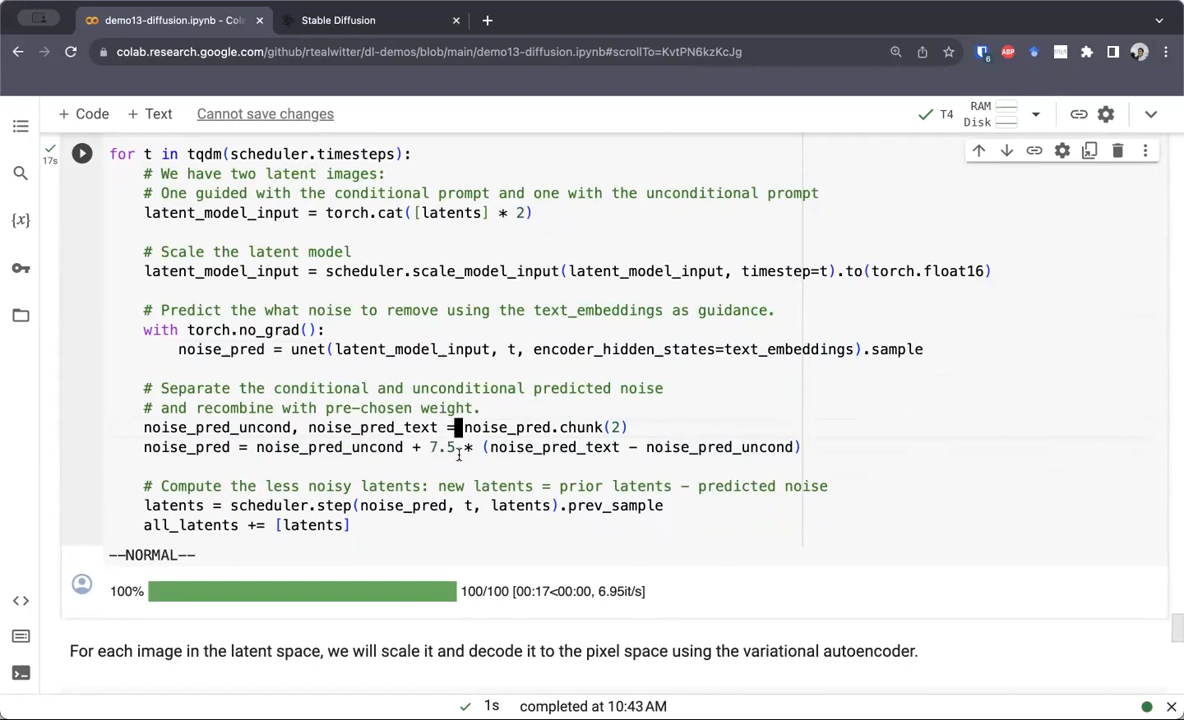 demo13-diffusion.ipynb - Cola
Stable Diffusion
colab.research.google.com/github/rtealwitter/dl-demos/blob/main/demo13-diffusion.ipynb#scrollTo=KvtPN6kzKcJg
6
ABP
+ Code + Text Cannot save changes
T4
RAM
Disk
17s
for t in tqdm(scheduler.timesteps):
# We have two latent images:
# One guided with the conditional prompt and one with the unconditional prompt
latent_model_input = torch.cat([latents] * 2)
# Scale the latent model
latent_model_input = scheduler.scale_model_input(latent_model_input, timestep=t).to(torch.float16)
# Predict the what noise to remove using the text_embeddings as guidance.
with torch.no_grad():
noise_pred = unet(latent_model_input, t, encoder_hidden_states=text_embeddings).sample
# Separate the conditional and unconditional predicted noise
# and recombine with pre-chosen weight.
noise_pred_uncond, noise_pred_text = noise_pred.chunk(2)
noise_pred = noise_pred_uncond + 7.5 * (noise_pred_text - noise_pred_uncond)
# Compute the less noisy latents: new latents = prior latents - predicted noise
latents = scheduler.step(noise_pred, t, latents).prev_sample
all_latents += [latents]
--NORMAL--
100% 100/100 [00:17<00:00, 6.95it/s]
For each image in the latent space, we will scale it and decode it to the pixel space using the variational autoencoder.
1s completed at 10:43 AM